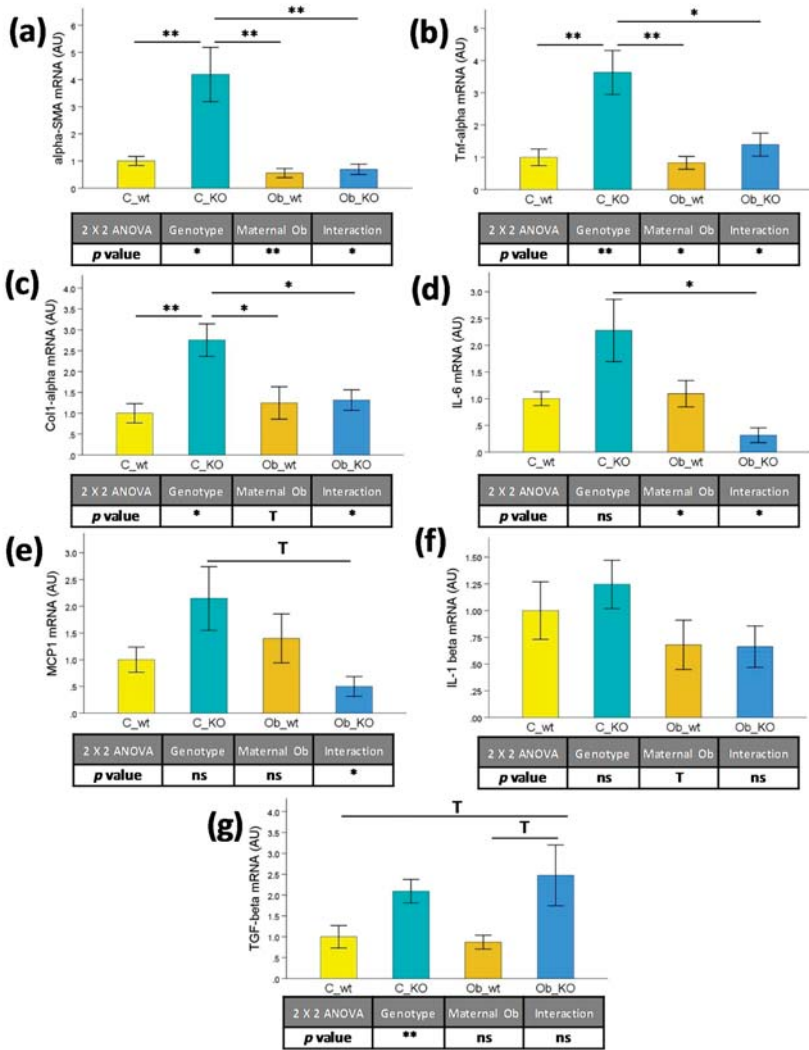 (a)
alpha-SMA mRNA (AU)
6
5
4
3
2
1
0
** ** **
C_wt C_KO Ob_wt Ob_KO
2 X 2 ANOVA Genotype Maternal Ob Interaction
p value * ** *
(b)
Tnf-alpha mRNA (AU)
5
4
3
2
1
0
** ** *
C_wt C_KO Ob_wt Ob_KO
2 X 2 ANOVA Genotype Maternal Ob Interaction
p value ** * *
(c)
Col1-alpha mRNA (AU)
4.0
3.5
3.0
2.5
2.0
1.5
1.0
.5
.0
** * *
C_wt C_KO Ob_wt Ob_KO
2 X 2 ANOVA Genotype Maternal Ob Interaction
p value * T *
(d)
IL-6 mRNA (AU)
3.0
2.5
2.0
1.5
1.0
.5
.0
*
C_wt C_KO Ob_wt Ob_KO
2 X 2 ANOVA Genotype Maternal Ob Interaction
p value ns * *
(e)
MCP1 mRNA (AU)
3.0
2.5
2.0
1.5
1.0
.5
.0
T
C_wt C_KO Ob_wt Ob_KO
2 X 2 ANOVA Genotype Maternal Ob Interaction
p value ns ns *
(f)
IL-1 beta mRNA (AU)
1.50
1.25
1.00
.75
.50
.25
.00
C_wt C_KO Ob_wt Ob_KO
2 X 2 ANOVA Genotype Maternal Ob Interaction
p value ns T ns
(g)
TGF-beta mRNA (AU)
4.0
3.5
3.0
2.5
2.0
1.5
1.0
.5
.0
T
T
C_wt C_KO Ob_wt Ob_KO
2 X 2 ANOVA Genotype Maternal Ob Interaction
p value ** ns ns